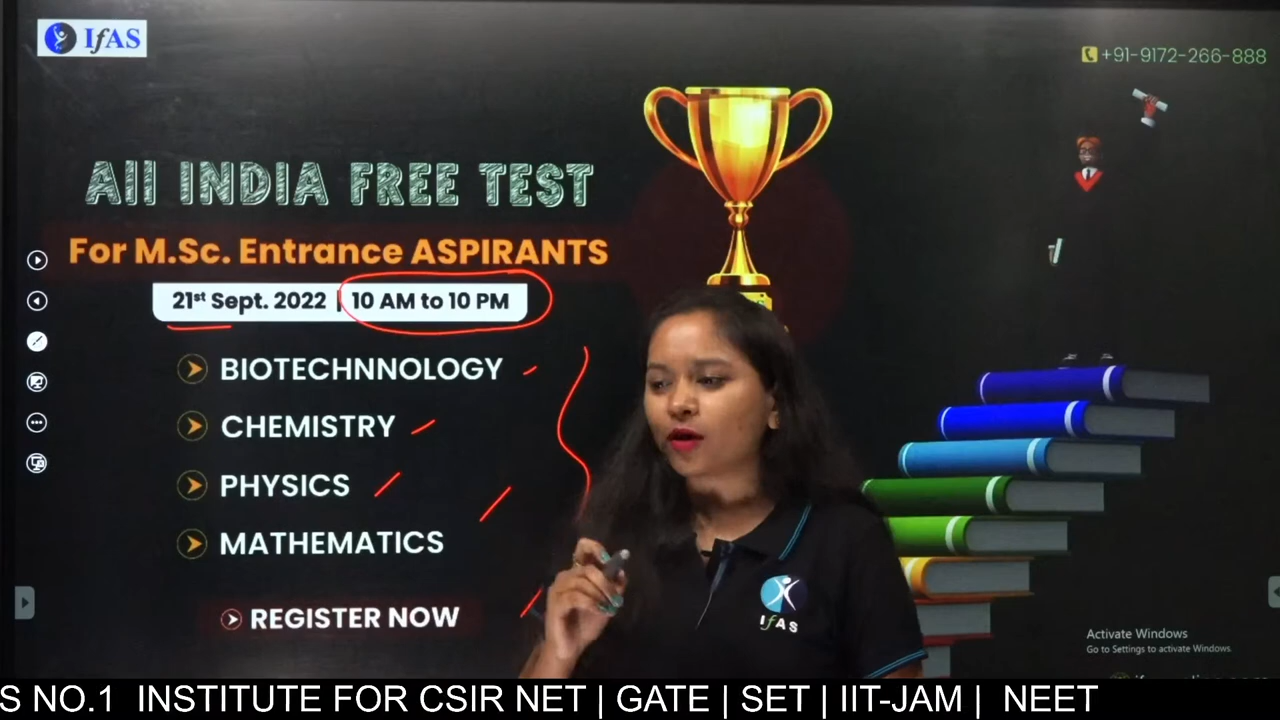 IfAS
+91-9172-266-888
All INDIA FREE TEST
For M.Sc. Entrance ASPIRANTS
21st Sept. 2022 | 10 AM to 10 PM
BIOTECHNNOLOGY
CHEMISTRY
PHYSICS
MATHEMATICS
REGISTER NOW
IfAS
Activate Windows
Go to Settings to activate Windows.
S NO.1 INSTITUTE FOR CSIR NET | GATE | SET | IIT-JAM | NEET